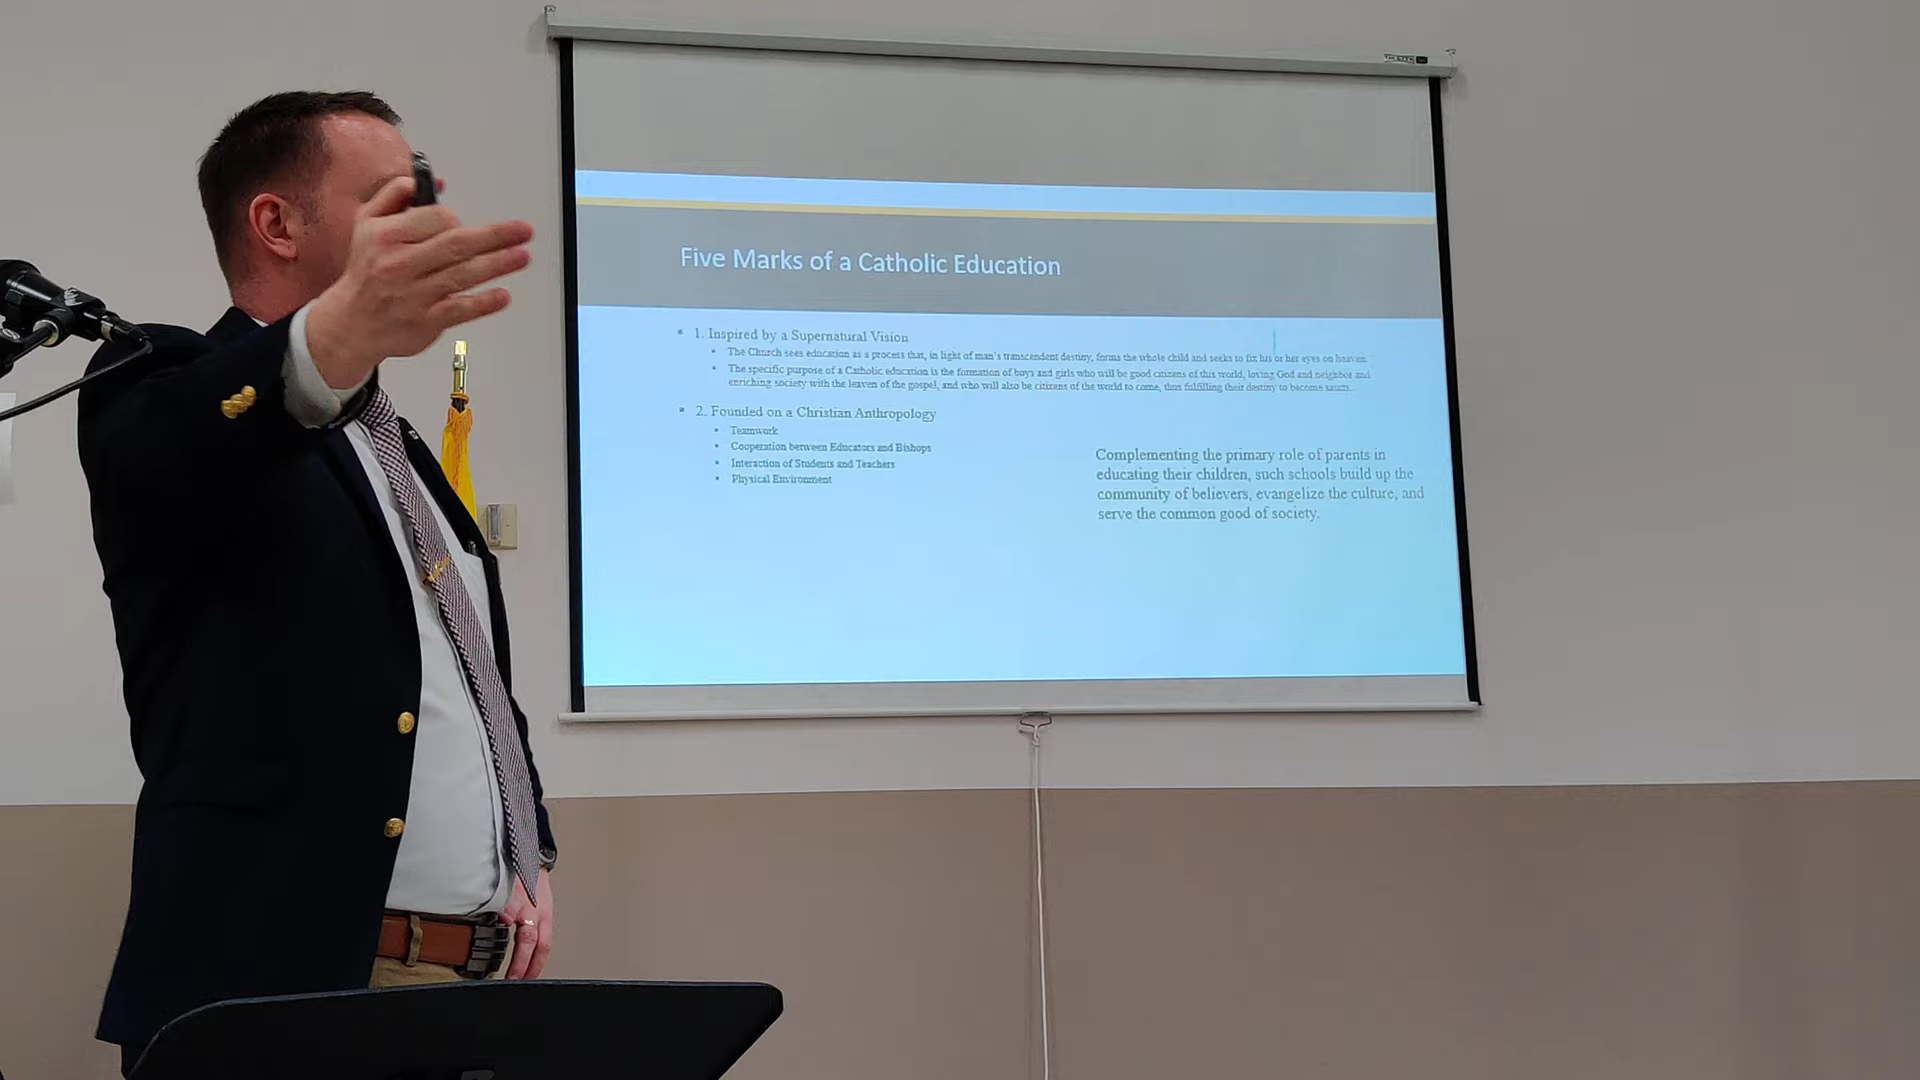 Five Marks of a Catholic Education
1. Inspired by a Supernatural Vision
The Church sees education as a process that, in light of man's transcendent destiny, forms the whole child and seeks to fix his or her eyes on heaven.
The specific purpose of a Catholic education is the formation of boys and girls who will be good citizens of this world, loving God and neighbor and
enriching society with the leaven of the gospel, and who will also be citizens of the world to come, thus fulfilling their destiny to become saints.
2. Founded on a Christian Anthropology
Teamwork
Cooperation between Educators and Bishops
Interaction of Students and Teachers
Physical Environment
Complementing the primary role of parents in
educating their children, such schools build up the
community of believers, evangelize the culture, and
serve the common good of society.